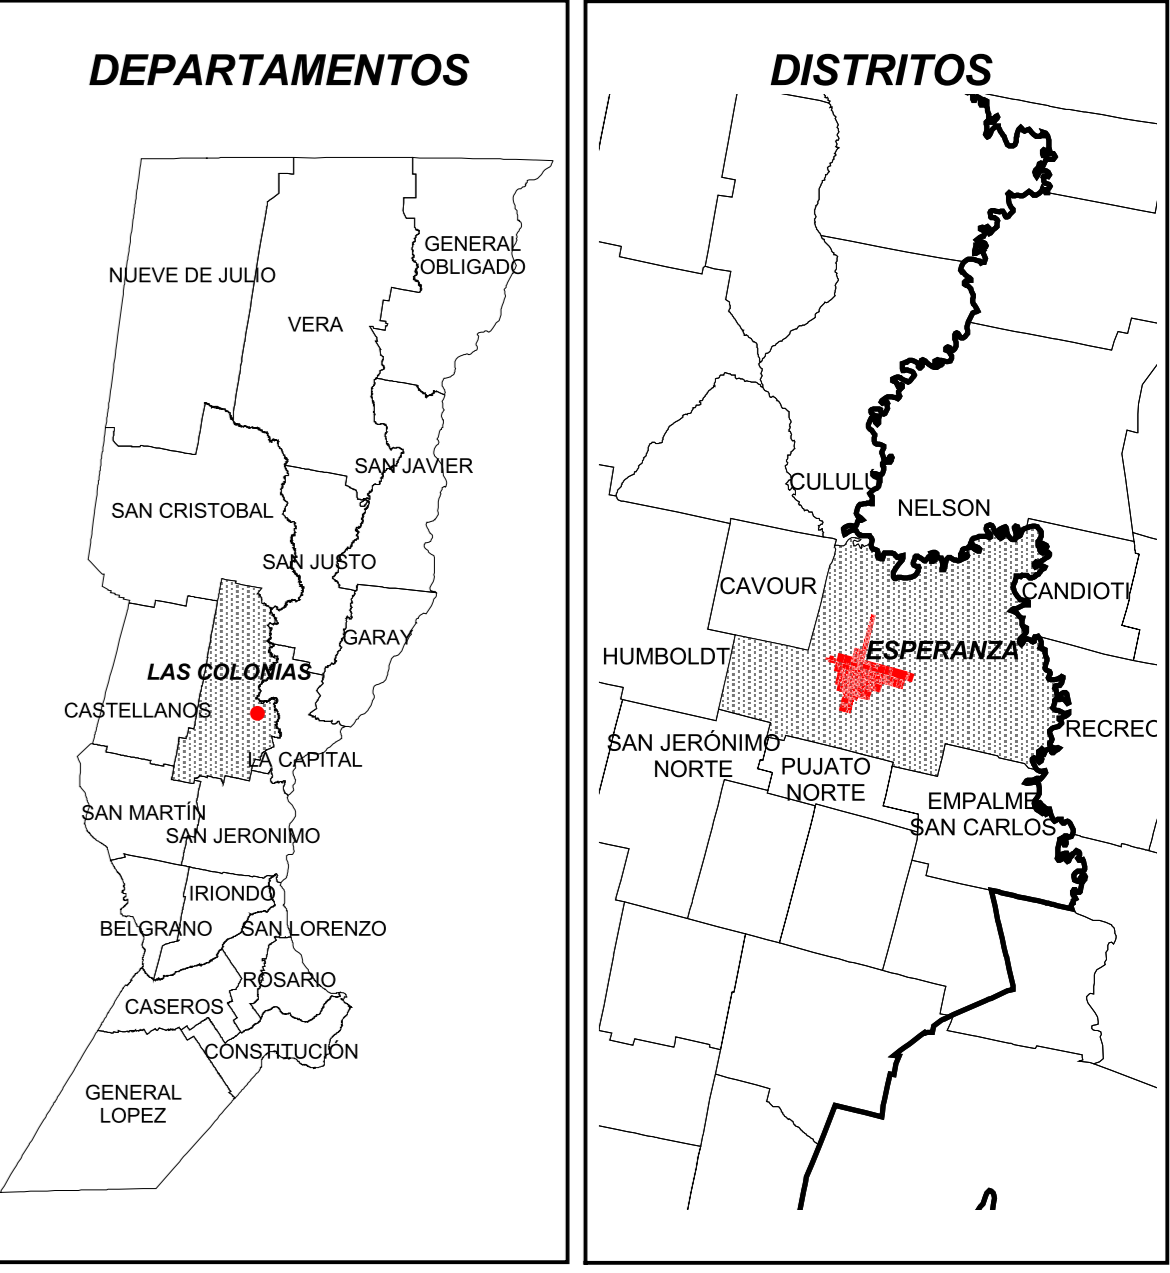 DEPARTAMENTOS
GENERAL
OBLIGADO
NUEVE DE JULIO
VERA
SAN JAVIER
SAN CRISTOBAL
SAN JUSTO
GARAY
LAS COLONIAS
CASTELLANOS
LA CAPITAL
SAN MARTÍN
SAN JERONIMO
IRIONDO
BELGRANO
SAN LORENZO
ROSARIO
CASEROS
CONSTITUCIÓN
GENERAL
LOPEZ
DISTRITOS
CULULÚ
NELSON
CAVOUR
CANDIOTI
ESPERANZA
HUMBOLDT
RECREO
SAN JERÓNIMO
NORTE
PUJATO
NORTE
EMPALME
SAN CARLOS